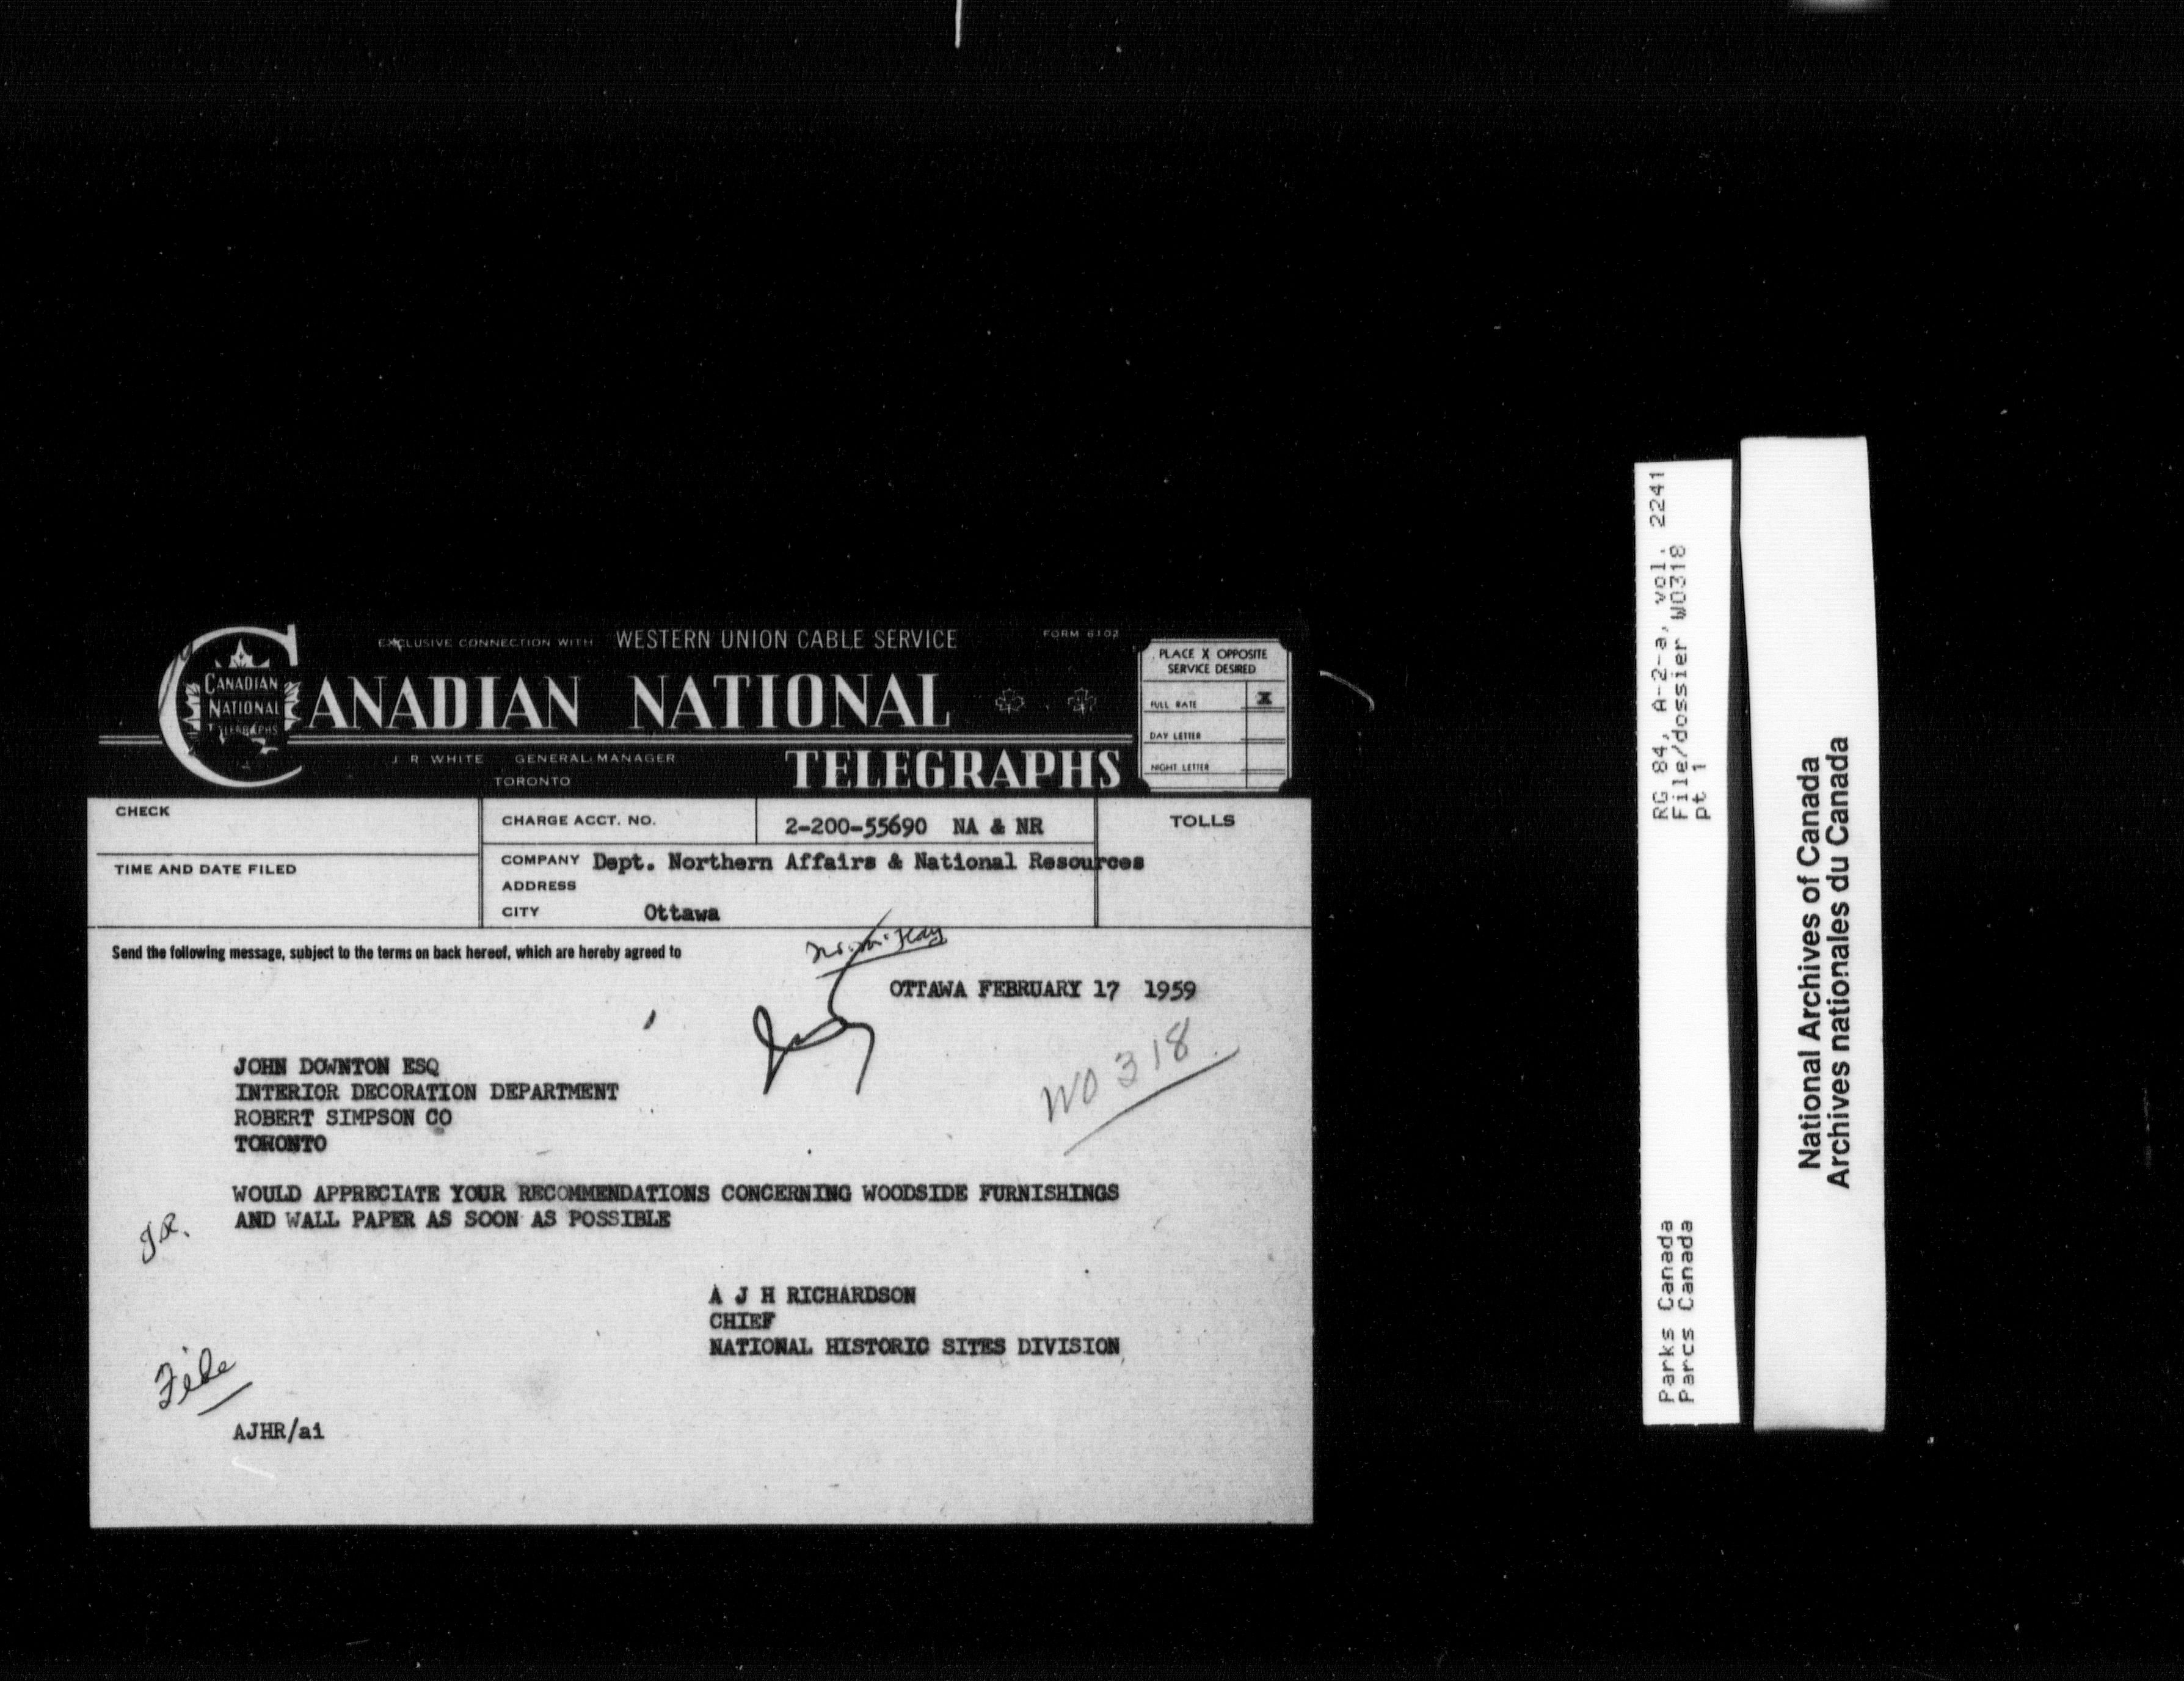 EXCLUSIVE CONNECTION WITH WESTERN UNION CABLE SERVICE
FORM 6102
CANADIAN NATIONAL
CANADIAN
NATIONAL
TELEGRAPHS
J R WHITE GENERAL MANAGER
TORONTO
TELEGRAPHS
PLACE X OPPOSITE
SERVICE DESIRED
FULL RATE X
DAY LETTER
NIGHT LETTER
CHECK
TIME AND DATE FILED
CHARGE ACCT. NO. 2-200-55690 NA & NR
TOLLS
COMPANY Dept. Northern Affairs & National Resources
ADDRESS
CITY Ottawa
Send the following message, subject to the terms on back hereof, which are hereby agreed to
OTTAWA FEBRUARY 17 1959
WO 318
JOHN DOWNTON ESQ
INTERIOR DECORATION DEPARTMENT
ROBERT SIMPSON CO
TORONTO
WOULD APPRECIATE YOUR RECOMMENDATIONS CONCERNING WOODSIDE FURNISHINGS
AND WALL PAPER AS SOON AS POSSIBLE
A J H RICHARDSON
CHIEF
NATIONAL HISTORIC SITES DIVISION
File
AJHR/ai
Parks Canada RG 84, A-2-a, vol. 2241
Parcs Canada File/dossier WO318
pt 1
National Archives of Canada
Archives nationales du Canada